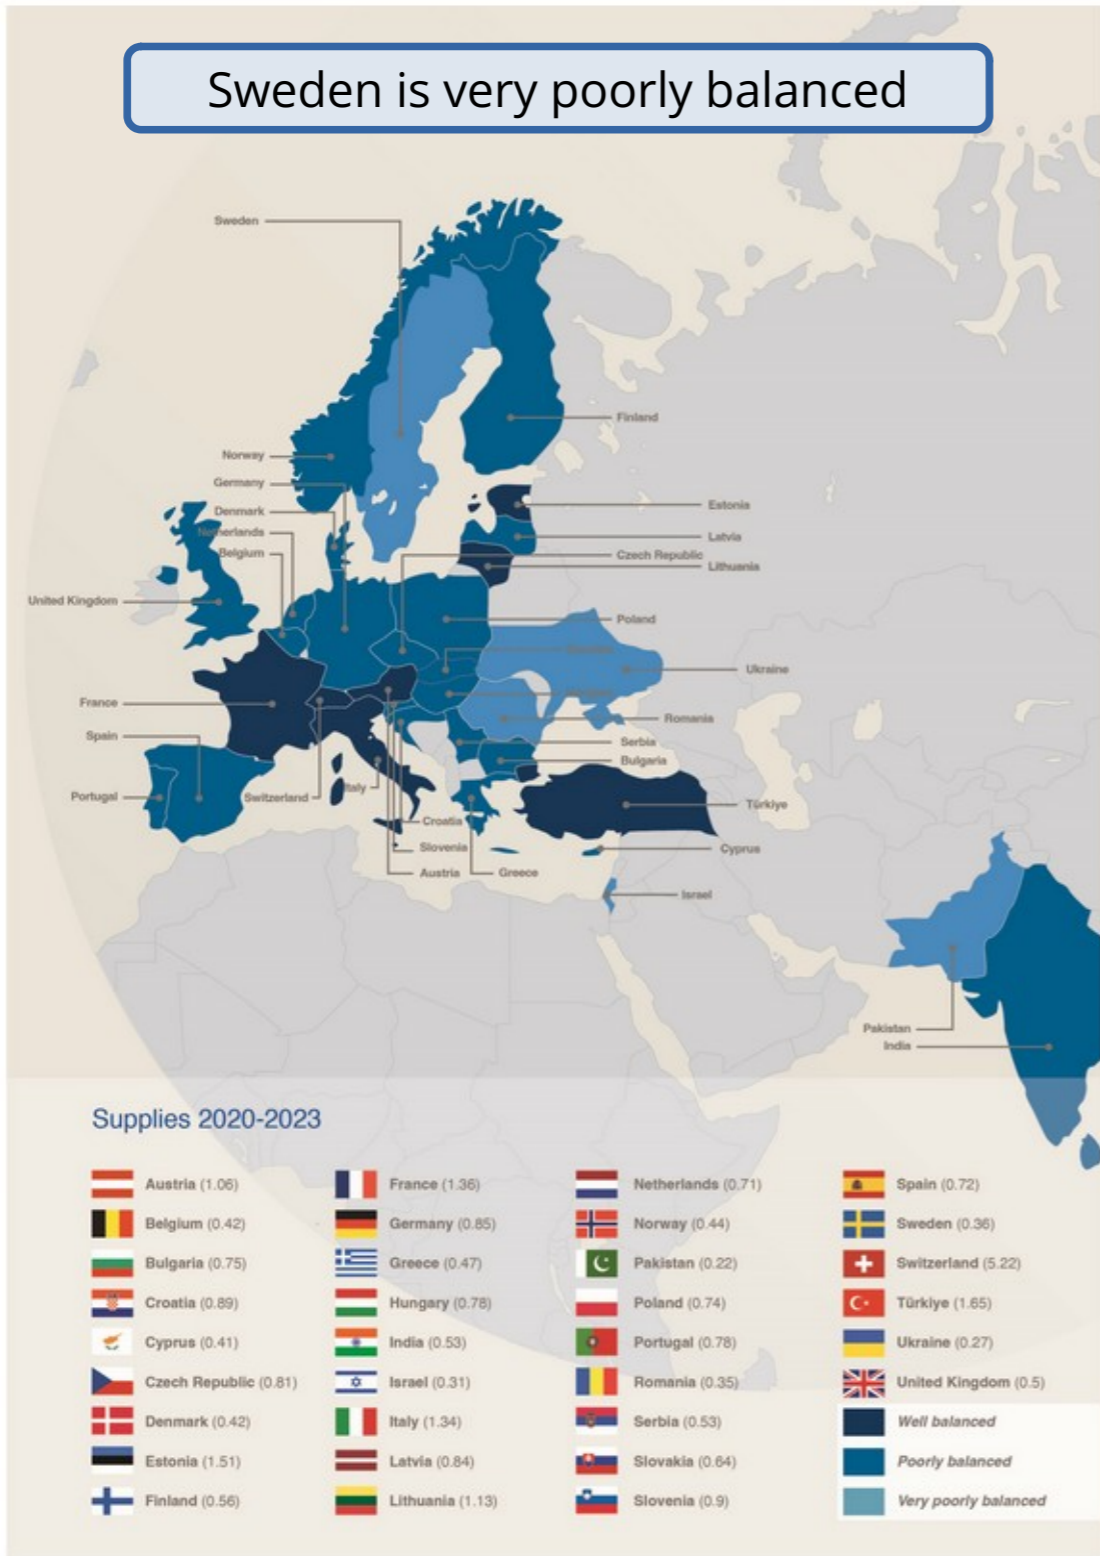 Sweden is very poorly balanced
Sweden
Finland
Norway
Germany
Estonia
Denmark
Netherlands
Latvia
Belgium
Czech Republic
Lithuania
United Kingdom
Poland
Ukraine
France
Romania
Spain
Serbia
Bulgaria
Italy
Portugal
Switzerland
Türkiye
Croatia
Slovenia
Cyprus
Austria
Greece
Israel
Pakistan
India
Supplies 2020-2023
Austria (1.06)
Belgium (0.42)
Bulgaria (0.75)
Croatia (0.89)
Cyprus (0.41)
Czech Republic (0.81)
Denmark (0.42)
Estonia (1.51)
Finland (0.56)
France (1.36)
Germany (0.85)
Greece (0.47)
Hungary (0.78)
India (0.53)
Israel (0.31)
Italy (1.34)
Latvia (0.84)
Lithuania (1.13)
Netherlands (0.71)
Norway (0.44)
Pakistan (0.22)
Poland (0.74)
Portugal (0.78)
Romania (0.35)
Serbia (0.53)
Slovakia (0.64)
Slovenia (0.9)
Spain (0.72)
Sweden (0.36)
Switzerland (5.22)
Türkiye (1.65)
Ukraine (0.27)
United Kingdom (0.5)
Well balanced
Poorly balanced
Very poorly balanced